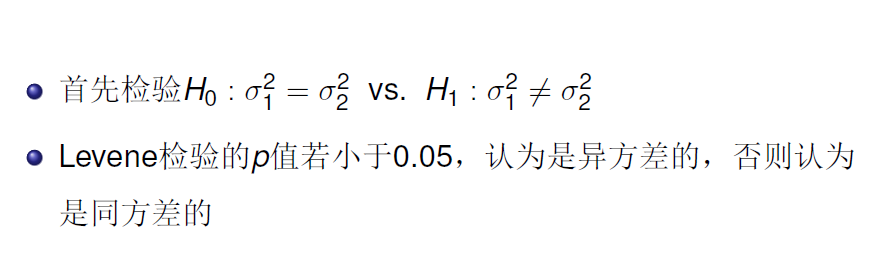 首先检验H₀ : σ₁² = σ₂² vs. H₁ : σ₁² ≠ σ₂²
Levene检验的p值若小于0.05，认为是异方差的，否则认为
是同方差的